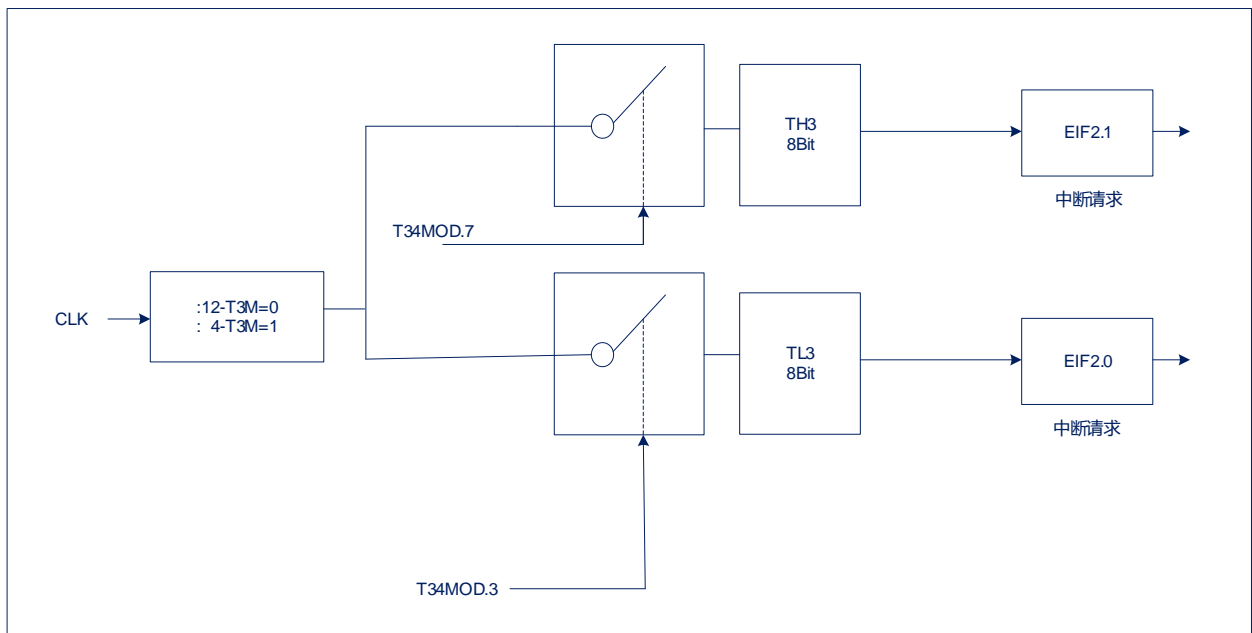 TH3
8Bit
EIF2.1
中断请求
T34MOD.7
CLK
:12-T3M=0
: 4-T3M=1
TL3
8Bit
EIF2.0
中断请求
T34MOD.3